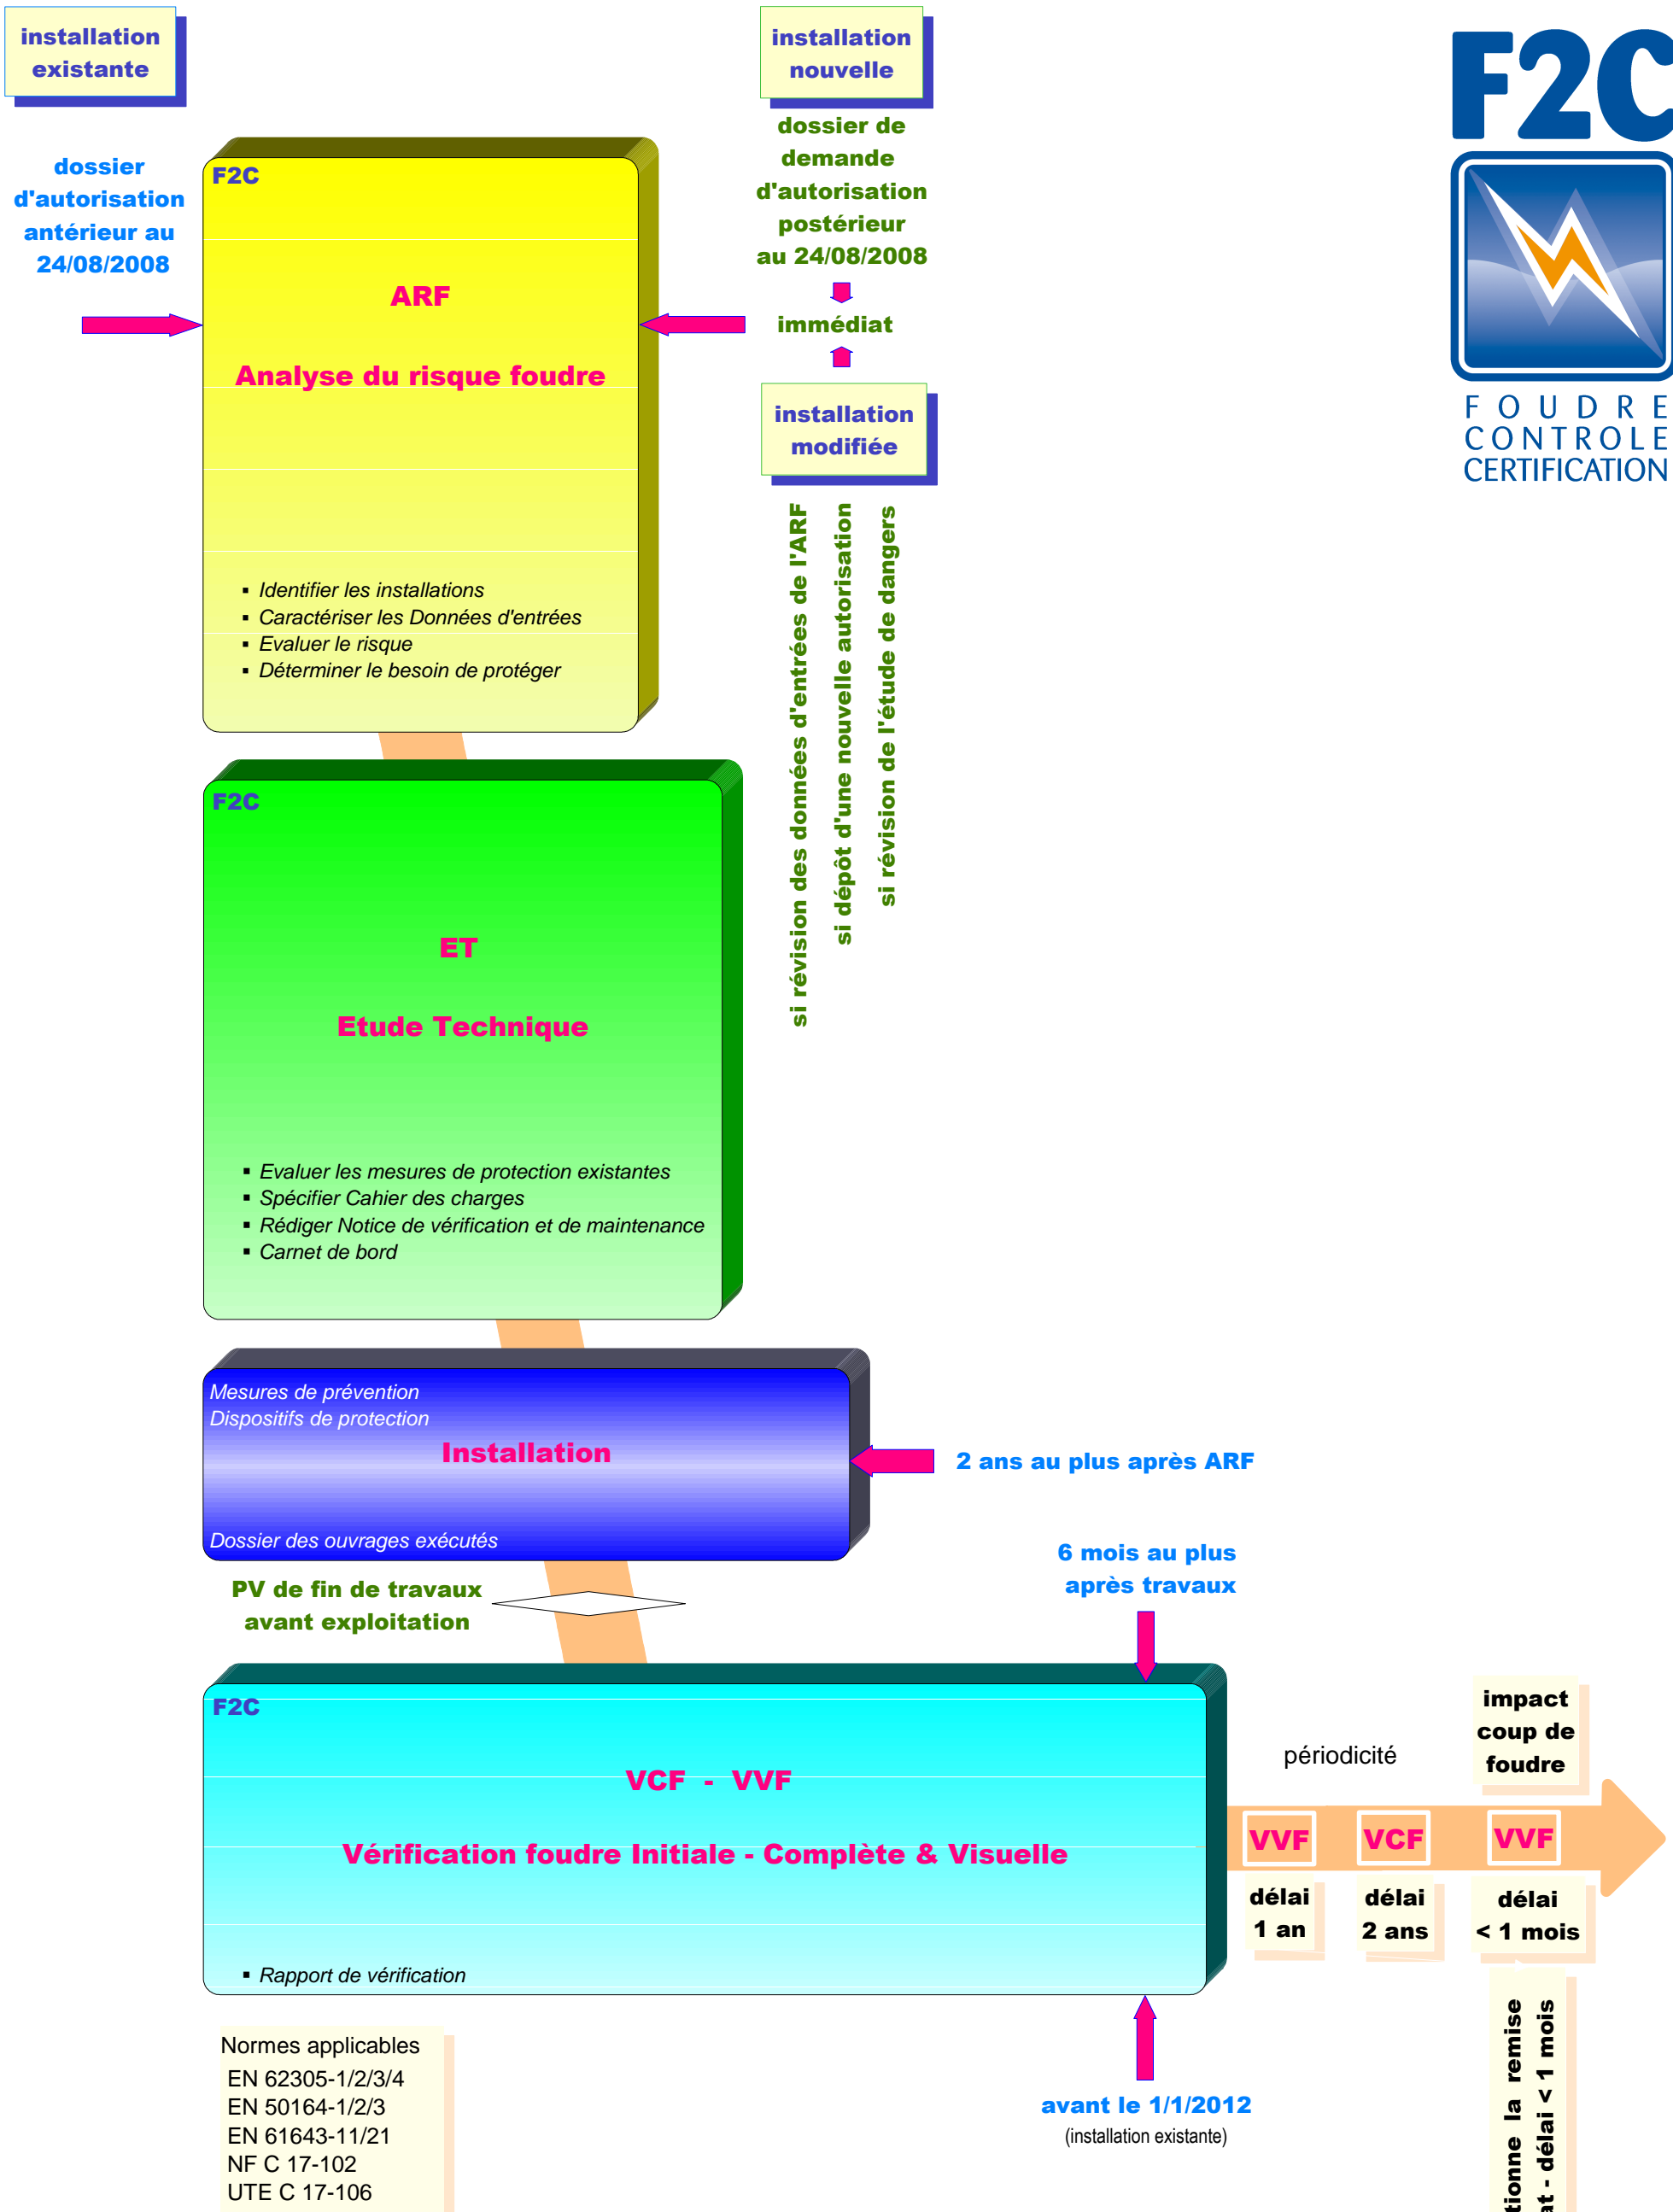 installation
existante
dossier
d'autorisation
antérieur au
24/08/2008
installation
nouvelle
dossier de
demande
d'autorisation
postérieur
au 24/08/2008
immédiat
installation
modifiée
si révision des données d'entrées de l'ARF
si dépôt d'une nouvelle autorisation
si révision de l'étude de dangers
F2C
FOUDRE
CONTROLE
CERTIFICATION
F2C
ARF
Analyse du risque foudre
▪ Identifier les installations
▪ Caractériser les Données d'entrées
▪ Evaluer le risque
▪ Déterminer le besoin de protéger
F2C
ET
Etude Technique
▪ Evaluer les mesures de protection existantes
▪ Spécifier Cahier des charges
▪ Rédiger Notice de vérification et de maintenance
▪ Carnet de bord
Mesures de prévention
Dispositifs de protection
Installation
Dossier des ouvrages exécutés
2 ans au plus après ARF
PV de fin de travaux
avant exploitation
6 mois au plus
après travaux
F2C
VCF - VVF
Vérification foudre Initiale - Complète & Visuelle
▪ Rapport de vérification
périodicité
impact
coup de
foudre
VVF
VCF
VVF
délai
1 an
délai
2 ans
délai
< 1 mois
la remise
- délai < 1 mois
avant le 1/1/2012
(installation existante)
Normes applicables
EN 62305-1/2/3/4
EN 50164-1/2/3
EN 61643-11/21
NF C 17-102
UTE C 17-106